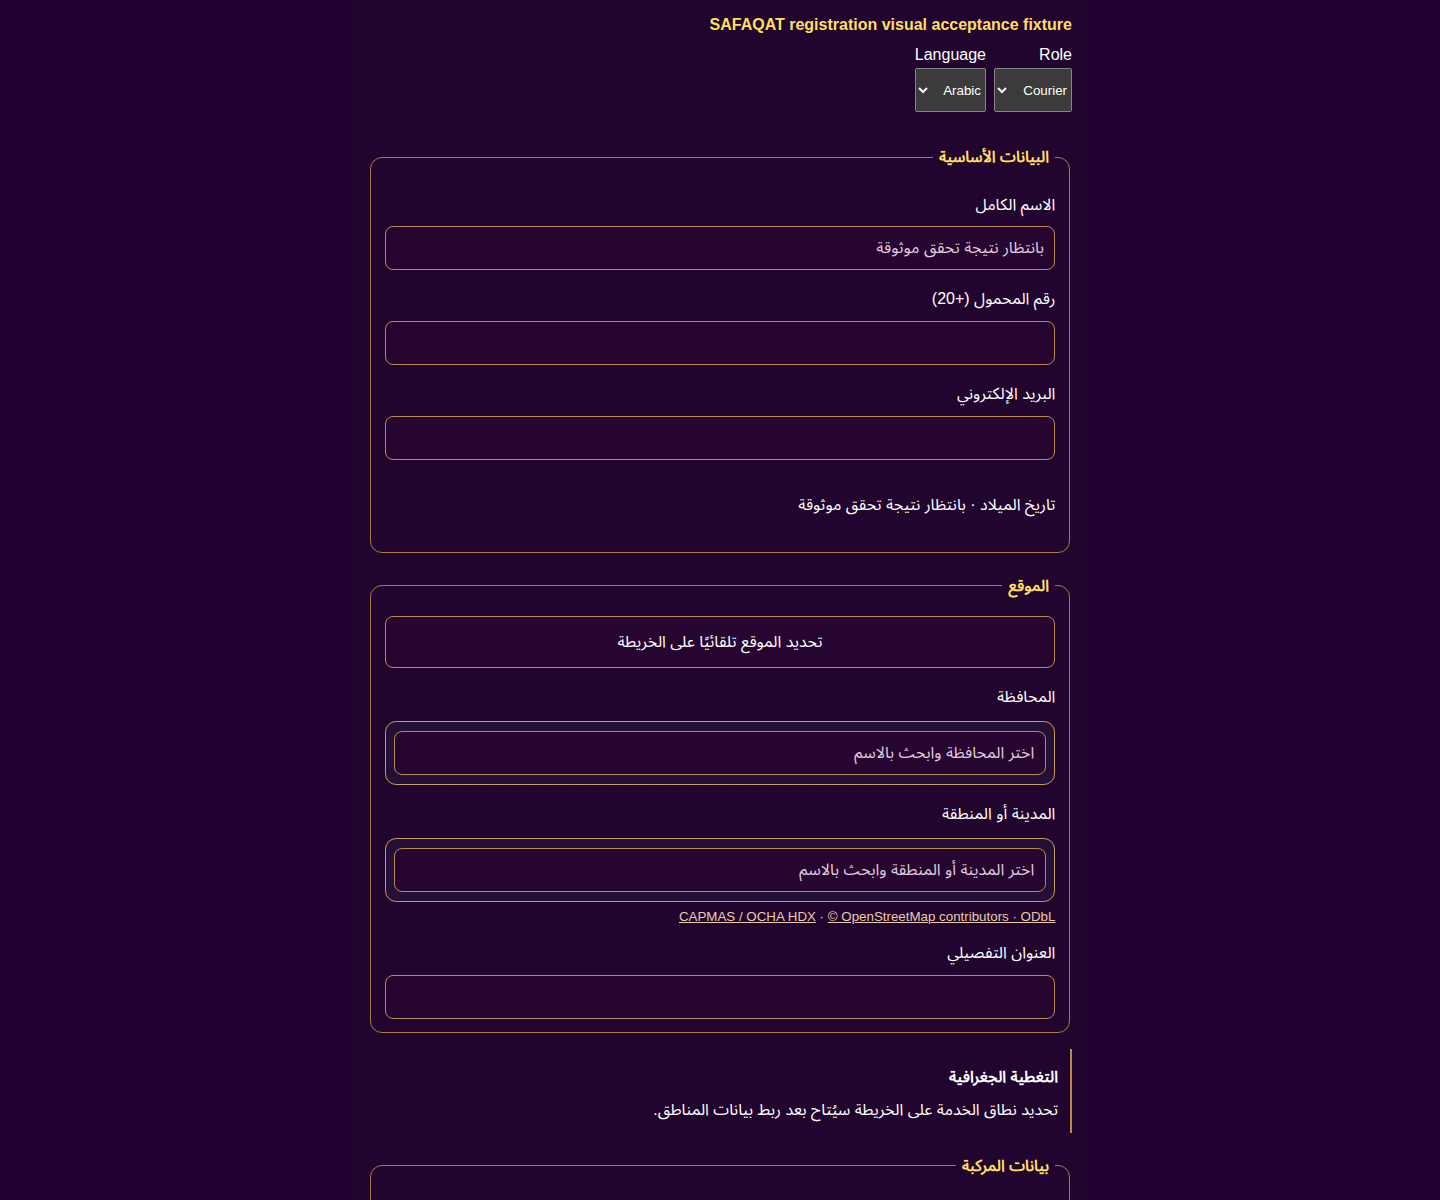 SAFAQAT registration visual acceptance fixture
Role
Language
Courier
Arabic
البيانات الأساسية
الاسم الكامل
بانتظار نتيجة تحقق موثوقة
رقم المحمول (+20)
البريد الإلكتروني
تاريخ الميلاد · بانتظار نتيجة تحقق موثوقة
الموقع
تحديد الموقع تلقائيًا على الخريطة
المحافظة
اختر المحافظة وابحث بالاسم
المدينة أو المنطقة
اختر المدينة أو المنطقة وابحث بالاسم
CAPMAS / OCHA HDX · © OpenStreetMap contributors · ODbL
العنوان التفصيلي
التغطية الجغرافية
تحديد نطاق الخدمة على الخريطة سيُتاح بعد ربط بيانات المناطق.
بيانات المركبة